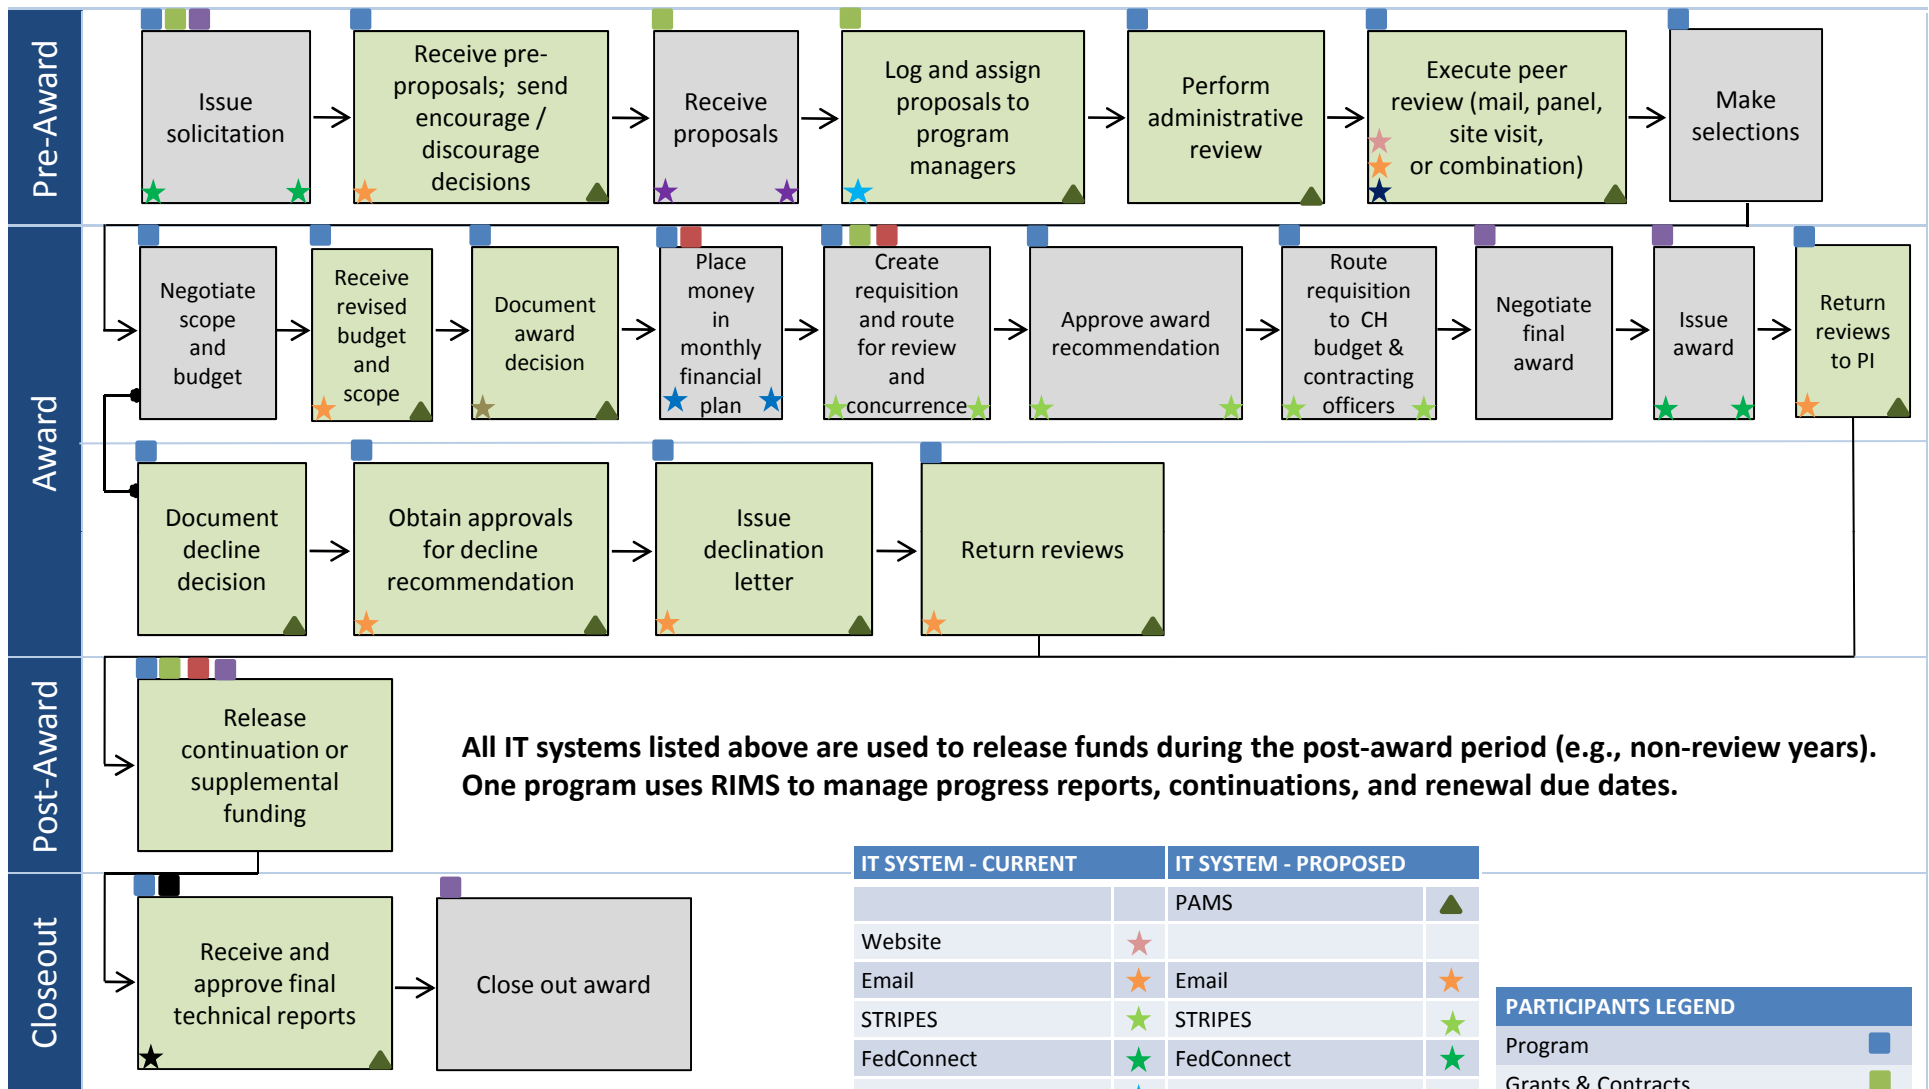 Pre-Award
Issue
solicitation
Receive pre-
proposals; send
encourage /
discourage
decisions
Receive
proposals
Log and assign
proposals to
program
managers
Perform
administrative
review
Execute peer
review (mail, panel,
site visit,
or combination)
Make
selections
Award
Negotiate
scope
and
budget
Receive
revised
budget
and
scope
Document
award
decision
Place
money
in
monthly
financial
plan
Create
requisition
and route
for review
and
concurrence
Approve award
recommendation
Route
requisition
to CH
budget &
contracting
officers
Negotiate
final
award
Issue
award
Return
reviews
to PI
Document
decline
decision
Obtain approvals
for decline
recommendation
Issue
declination
letter
Return reviews
Post-Award
Release
continuation or
supplemental
funding
All IT systems listed above are used to release funds during the post-award period (e.g., non-review years).
One program uses RIMS to manage progress reports, continuations, and renewal due dates.
Closeout
Receive and
approve final
technical reports
Close out award
IT SYSTEM - CURRENT IT SYSTEM - PROPOSED
PAMS
Website
Email Email
STRIPES STRIPES
FedConnect FedConnect
PARTICIPANTS LEGEND
Program
Grants & Contracts